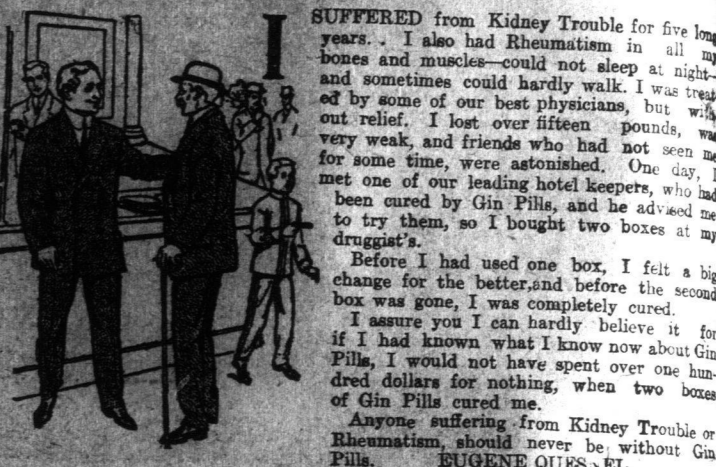 I SUFFERED from Kidney Trouble for five long
years. . I also had Rheumatism in all my
bones and muscles—could not sleep at night—
and sometimes could hardly walk. I was treat-
ed by some of our best physicians, but with-
out relief. I lost over fifteen pounds, was
very weak, and friends who had not seen me
for some time, were astonished. One day, I
met one of our leading hotel keepers, who had
been cured by Gin Pills, and he advised me
to try them, so I bought two boxes at my
druggist's.
Before I had used one box, I felt a big
change for the better,and before the second
box was gone, I was completely cured.
I assure you I can hardly believe it for
if I had known what I know now about Gin
Pills, I would not have spent over one hun-
dred dollars for nothing, when two boxes
of Gin Pills cured me.
Anyone suffering from Kidney Trouble or
Rheumatism, should never be without Gin
Pills. EUGENE